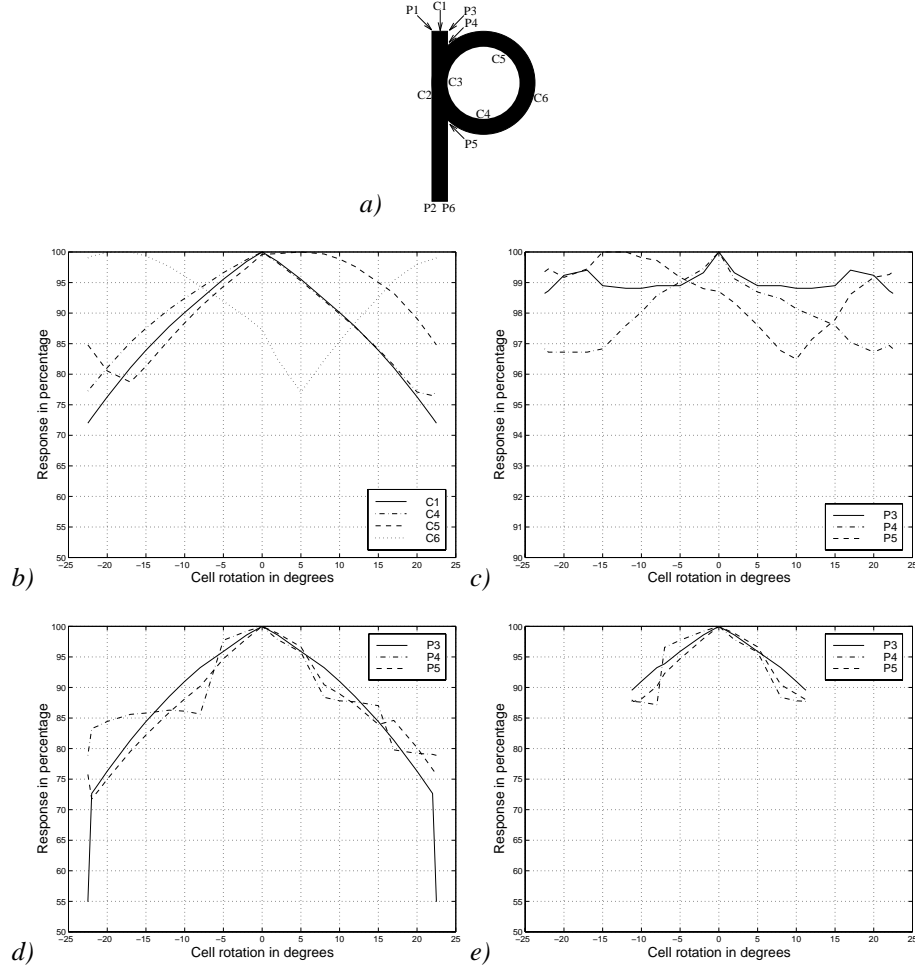 P1 C1 P3
P4
C5
C3
C2 C6
C4
P5
a) P2 P6
100
95
90
85
80
75
70
65
60
55
50
Response in percentage
C1
C4
C5
C6
−25 −20 −15 −10 −5 0 5 10 15 20 25
b) Cell rotation in degrees
100
99
98
97
96
95
94
93
92
91
90
Response in percentage
P3
P4
P5
−25 −20 −15 −10 −5 0 5 10 15 20 25
c) Cell rotation in degrees
100
95
90
85
80
75
70
65
60
55
50
Response in percentage
P3
P4
P5
−25 −20 −15 −10 −5 0 5 10 15 20 25
d) Cell rotation in degrees
100
95
90
85
80
75
70
65
60
55
50
Response in percentage
P3
P4
P5
−25 −20 −15 −10 −5 0 5 10 15 20 25
e) Cell rotation in degrees